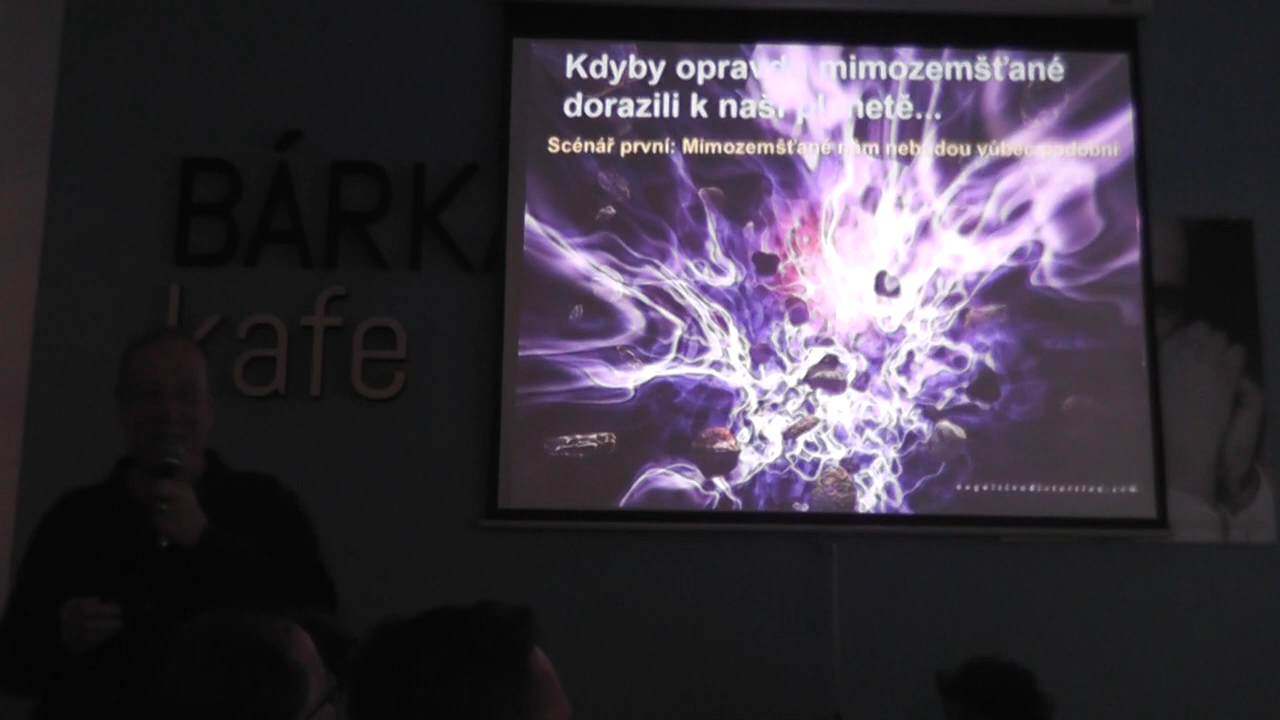 Kdyby opravdu mimozemšťané
dorazili k naší planetě...
Scénář první: Mimozemšťané nám nebudou vůbec podobní
BÁRKA
kafe